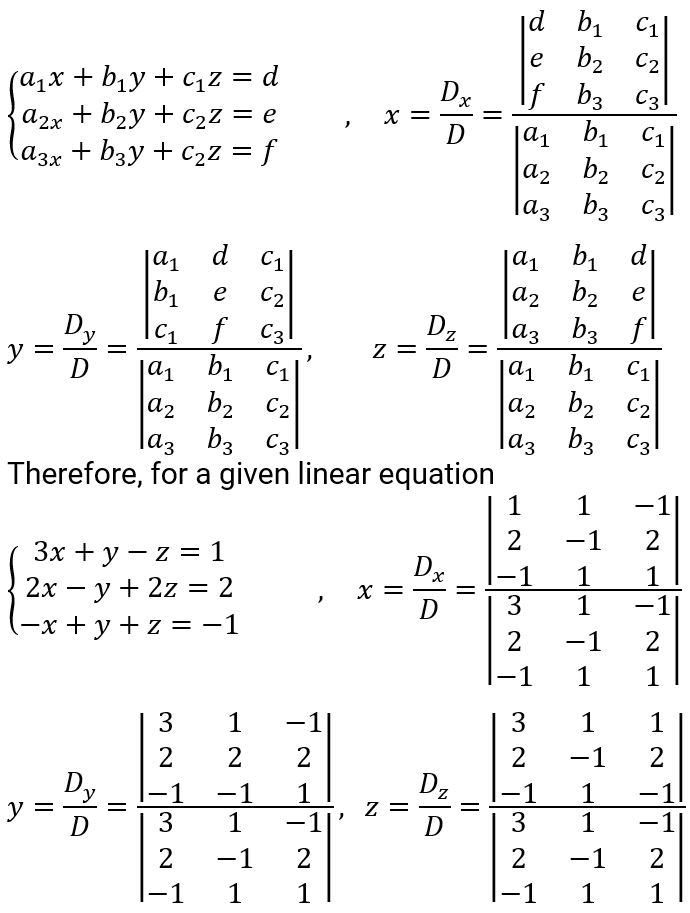 \begin{cases} a_1x + b_1y + c_1z = d \\ a_{2x} + b_2y + c_2z = e \\ a_{3x} + b_3y + c_2z = f \end{cases} , x = \frac{D_x}{D} = \frac{\begin{vmatrix} d & b_1 & c_1 \\ e & b_2 & c_2 \\ f & b_3 & c_3 \end{vmatrix}}{\begin{vmatrix} a_1 & b_1 & c_1 \\ a_2 & b_2 & c_2 \\ a_3 & b_3 & c_3 \end{vmatrix}}
y = \frac{D_y}{D} = \frac{\begin{vmatrix} a_1 & d & c_1 \\ b_1 & e & c_2 \\ c_1 & f & c_3 \end{vmatrix}}{\begin{vmatrix} a_1 & b_1 & c_1 \\ a_2 & b_2 & c_2 \\ a_3 & b_3 & c_3 \end{vmatrix}}, z = \frac{D_z}{D} = \frac{\begin{vmatrix} a_1 & b_1 & d \\ a_2 & b_2 & e \\ a_3 & b_3 & f \end{vmatrix}}{\begin{vmatrix} a_1 & b_1 & c_1 \\ a_2 & b_2 & c_2 \\ a_3 & b_3 & c_3 \end{vmatrix}}
Therefore, for a given linear equation
\begin{cases} 3x + y - z = 1 \\ 2x - y + 2z = 2 \\ -x + y + z = -1 \end{cases} , x = \frac{D_x}{D} = \frac{\begin{vmatrix} 1 & 1 & -1 \\ 2 & -1 & 2 \\ -1 & 1 & 1 \end{vmatrix}}{\begin{vmatrix} 3 & 1 & -1 \\ 2 & -1 & 2 \\ -1 & 1 & 1 \end{vmatrix}}
y = \frac{D_y}{D} = \frac{\begin{vmatrix} 3 & 1 & -1 \\ 2 & 2 & 2 \\ -1 & -1 & 1 \end{vmatrix}}{\begin{vmatrix} 3 & 1 & -1 \\ 2 & -1 & 2 \\ -1 & 1 & 1 \end{vmatrix}}, z = \frac{D_z}{D} = \frac{\begin{vmatrix} 3 & 1 & 1 \\ 2 & -1 & 2 \\ -1 & 1 & -1 \end{vmatrix}}{\begin{vmatrix} 3 & 1 & -1 \\ 2 & -1 & 2 \\ -1 & 1 & 1 \end{vmatrix}}